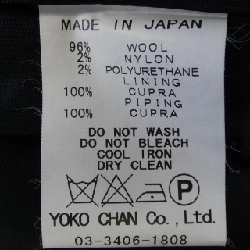 MADE IN JAPAN
96% WOOL
2% NYLON
2% POLYURETHANE
LINING
100% CUPRA
PIPING
100% CUPRA
DO NOT WASH
DO NOT BLEACH
COOL IRON
DRY CLEAN
P
YOKO CHAN Co., Ltd.
03-3406-1808